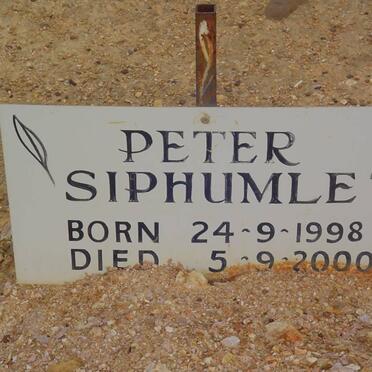 PETER
SIPHUMLE
BORN 24-9-1998
DIED 5-9-2000